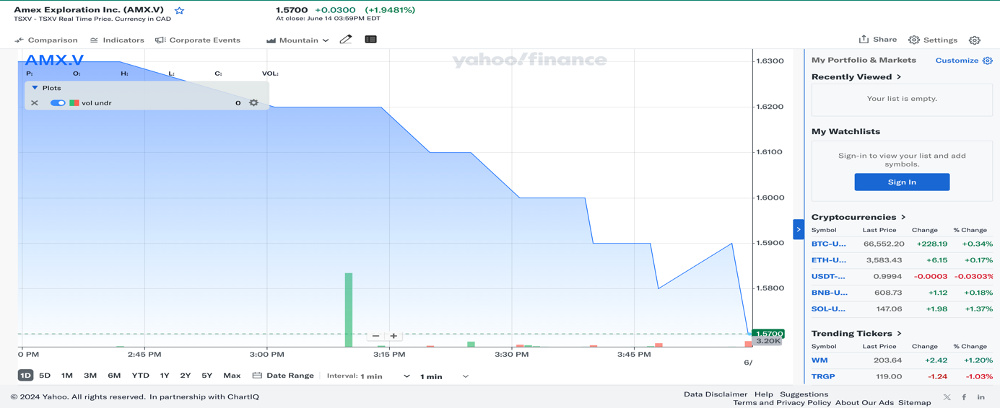 Amex Exploration Inc. (AMX.V)
TSXV - TSXV Real Time Price. Currency in CAD
1.5700 +0.0300 (+1.9481%)
At close: June 14 03:59PM EDT
Comparison Indicators Corporate Events Mountain
Share Settings
AMX.V
yahoo!finance
P: O: H: L: C: VOL:
Plots
vol undr 0
1.6300
1.6200
1.6100
1.6000
1.5900
1.5800
1.5700
3.20K
0 PM 2:45 PM 3:00 PM 3:15 PM 3:30 PM 3:45 PM
6/
1D 5D 1M 3M 6M YTD 1Y 2Y 5Y Max Date Range Interval: 1 min 1 min
My Portfolio & Markets Customize
Recently Viewed
Your list is empty.
My Watchlists
Sign-in to view your list and add
symbols.
Sign In
Cryptocurrencies
Symbol Last Price Change % Change
BTC-U... 66,552.20 +228.19 +0.34%
ETH-U... 3,583.43 +6.15 +0.17%
USDT-... 0.9994 -0.0003 -0.0303%
BNB-U... 608.73 +1.12 +0.18%
SOL-U... 147.06 +1.98 +1.37%
Trending Tickers
Symbol Last Price Change % Change
WM 203.64 +2.42 +1.20%
TRGP 119.00 -1.24 -1.03%
© 2024 Yahoo. All rights reserved. In partnership with ChartIQ
Data Disclaimer Help Suggestions
Terms and Privacy Policy About Our Ads Sitemap